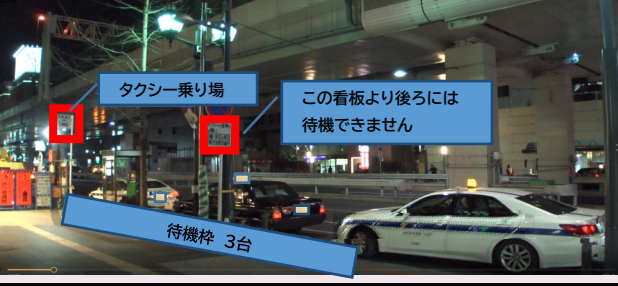 タクシー乗り場
この看板より後ろには
待機できません
待機枠 3台